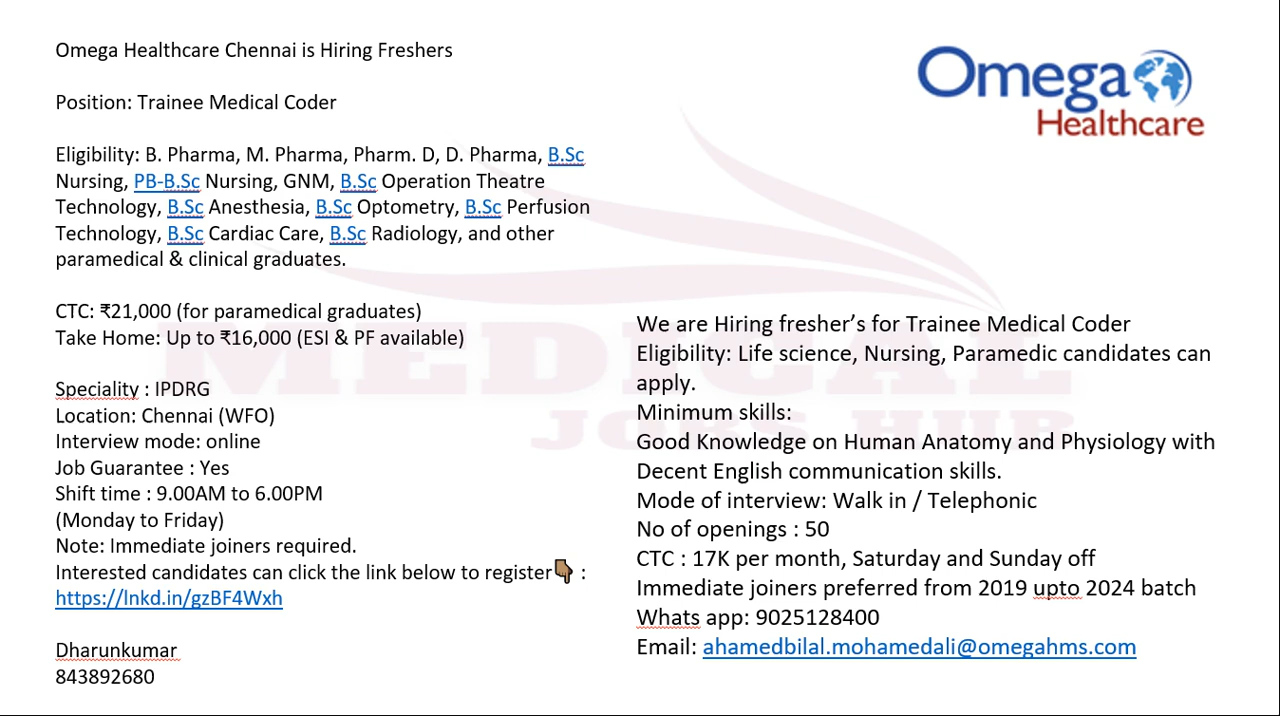 Omega Healthcare Chennai is Hiring Freshers
Position: Trainee Medical Coder
Eligibility: B. Pharma, M. Pharma, Pharm. D, D. Pharma, B.Sc
Nursing, PB-B.Sc Nursing, GNM, B.Sc Operation Theatre
Technology, B.Sc Anesthesia, B.Sc Optometry, B.Sc Perfusion
Technology, B.Sc Cardiac Care, B.Sc Radiology, and other
paramedical & clinical graduates.
CTC: ₹21,000 (for paramedical graduates)
Take Home: Up to ₹16,000 (ESI & PF available)
Speciality : IPDRG
Location: Chennai (WFO)
Interview mode: online
Job Guarantee : Yes
Shift time : 9.00AM to 6.00PM
(Monday to Friday)
Note: Immediate joiners required.
Interested candidates can click the link below to register👇🏾 :
https://lnkd.in/gzBF4Wxh
Dharunkumar
843892680
Omega
Healthcare
We are Hiring fresher’s for Trainee Medical Coder
Eligibility: Life science, Nursing, Paramedic candidates can
apply.
Minimum skills:
Good Knowledge on Human Anatomy and Physiology with
Decent English communication skills.
Mode of interview: Walk in / Telephonic
No of openings : 50
CTC : 17K per month, Saturday and Sunday off
Immediate joiners preferred from 2019 upto 2024 batch
Whats app: 9025128400
Email: ahamedbilal.mohamedali@omegahms.com
MEDICAL
JOBS HUB